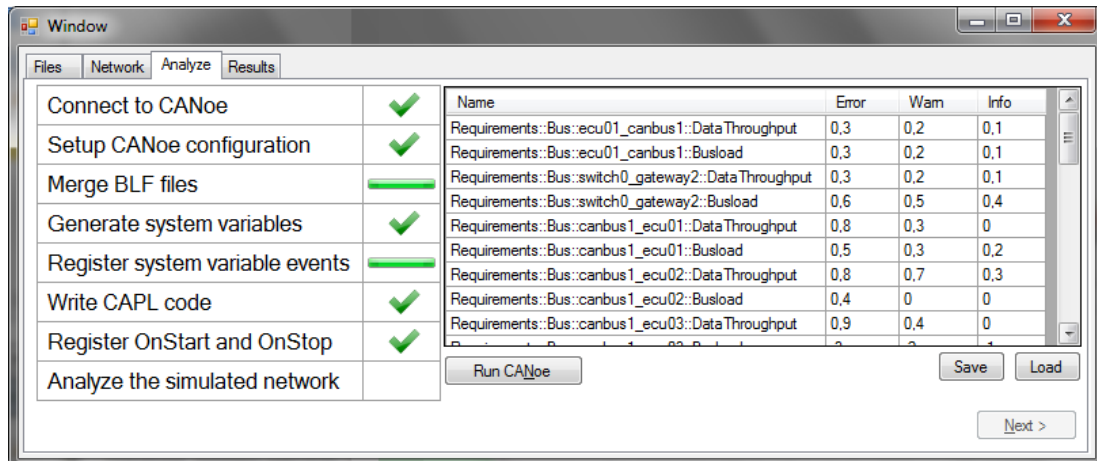 Window
Files Network Analyze Results
Connect to CANoe
Setup CANoe configuration
Merge BLF files
Generate system variables
Register system variable events
Write CAPL code
Register OnStart and OnStop
Analyze the simulated network
Name Error Warn Info
Requirements::Bus::ecu01_canbus1::DataThroughput 0,3 0,2 0,1
Requirements::Bus::ecu01_canbus1::Busload 0,3 0,2 0,1
Requirements::Bus::switch0_gateway2::DataThroughput 0,3 0,2 0,1
Requirements::Bus::switch0_gateway2::Busload 0,6 0,5 0,4
Requirements::Bus::canbus1_ecu01::DataThroughput 0,8 0,3 0
Requirements::Bus::canbus1_ecu01::Busload 0,5 0,3 0,2
Requirements::Bus::canbus1_ecu02::DataThroughput 0,8 0,7 0,3
Requirements::Bus::canbus1_ecu02::Busload 0,4 0 0
Requirements::Bus::canbus1_ecu03::DataThroughput 0,9 0,4 0
Run CANoe Save Load
Next >